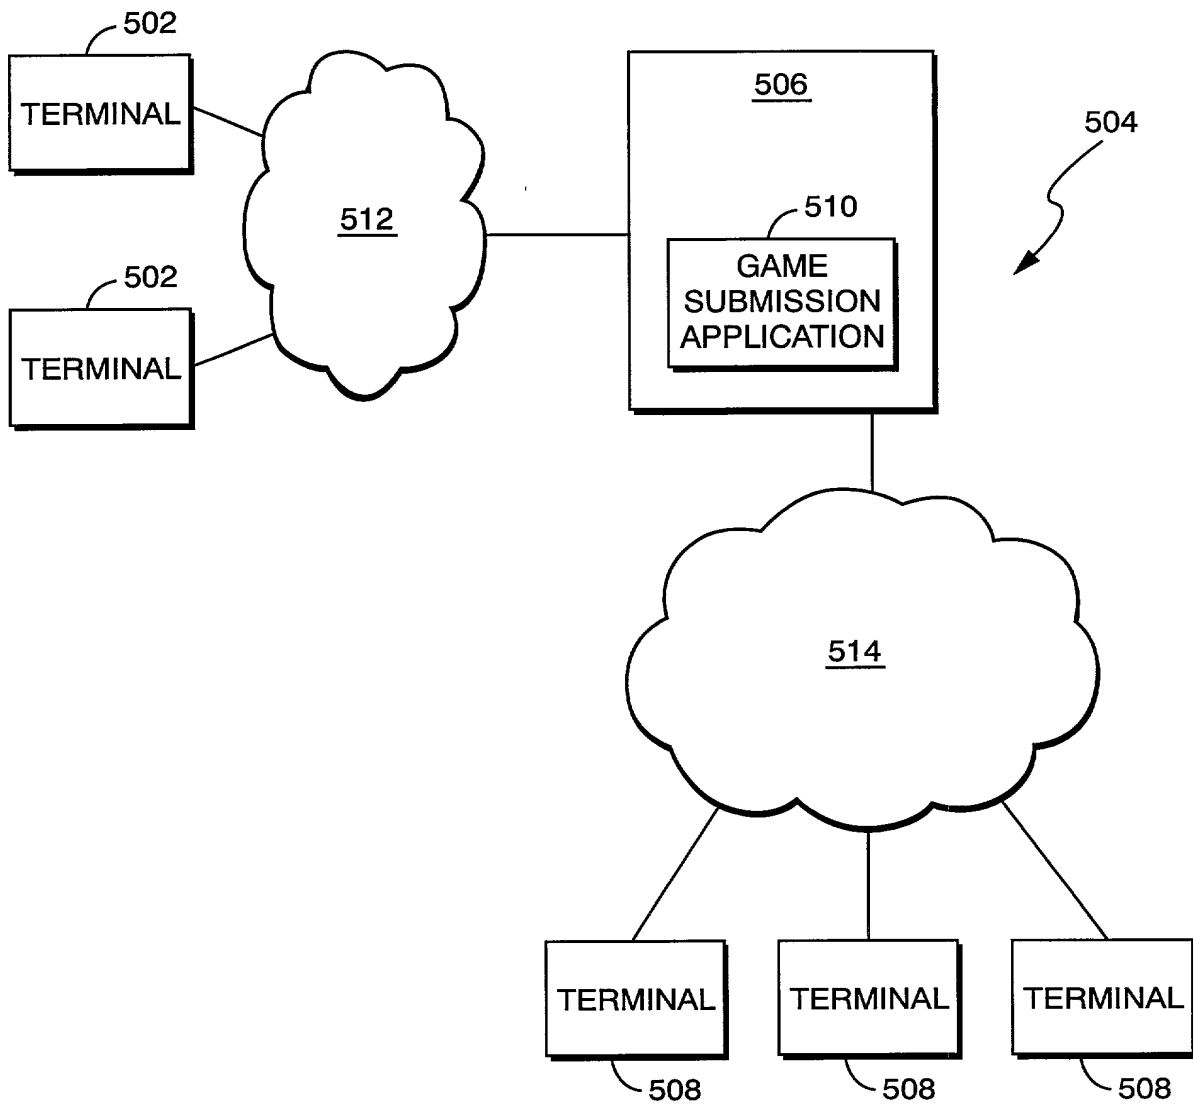 502
TERMINAL
506
504
512
510
GAME
SUBMISSION
APPLICATION
502
TERMINAL
514
TERMINAL
TERMINAL
TERMINAL
508
508
508